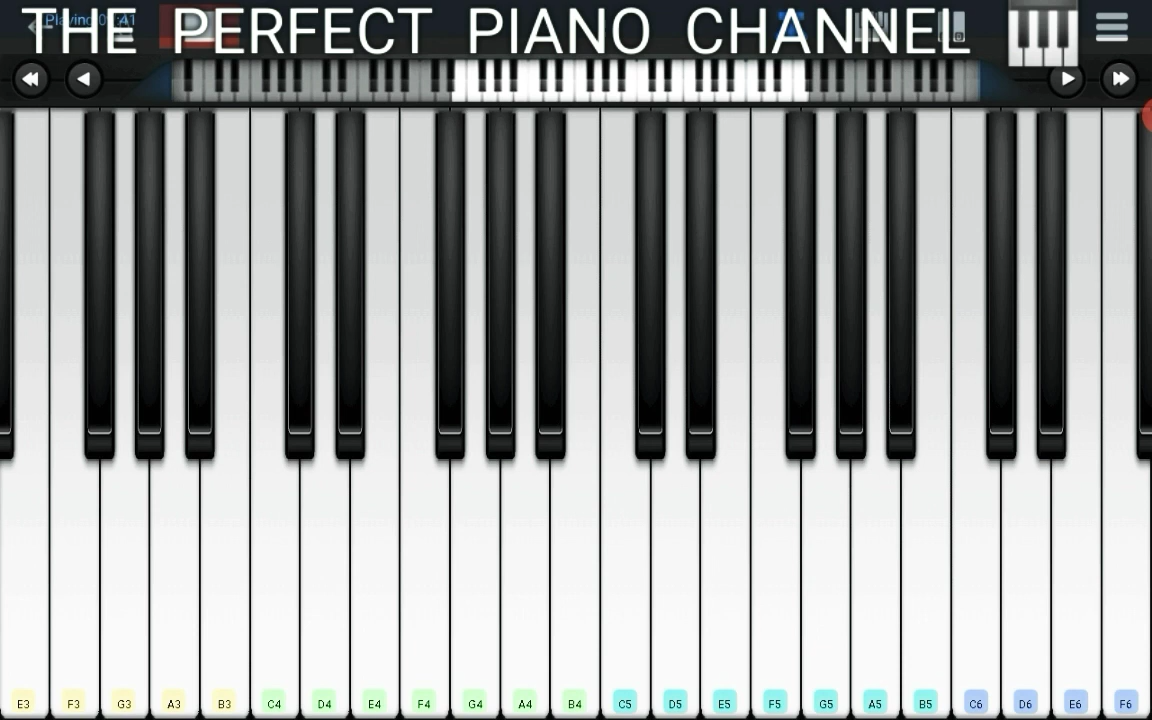 THE PERFECT PIANO CHANNEL
E3 F3 G3 A3 B3 C4 D4 E4 F4 G4 A4 B4 C5 D5 E5 F5 G5 A5 B5 C6 D6 E6 F6